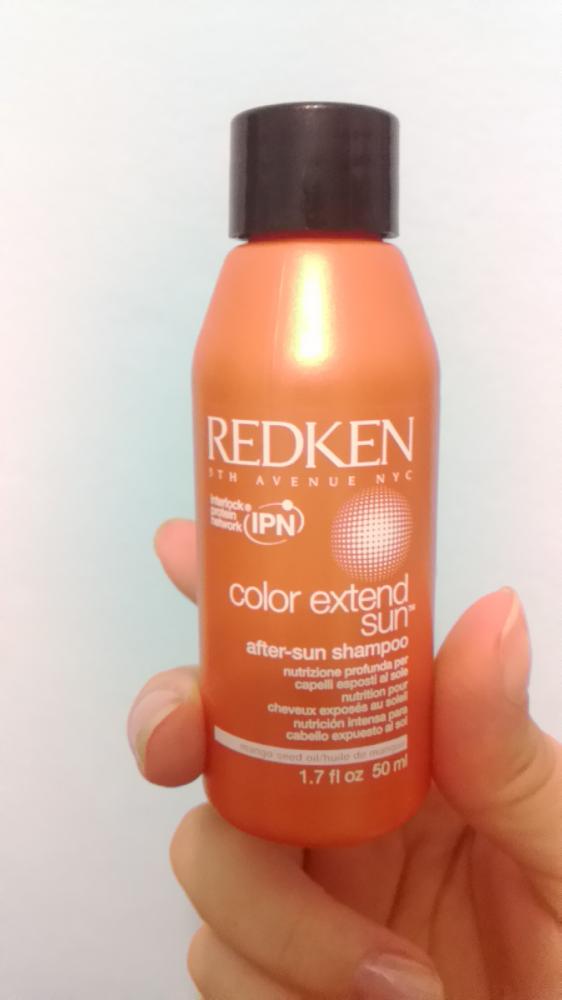 REDKEN
5TH AVENUE NYC
interlock
protein
network
IPN
color extend
sun™
after-sun shampoo
nutrizione profonda per
capelli esposti al sole
nutrition pour
cheveux exposés au soleil
nutrición intensa para
cabello expuesto al sol
mango seed oil/huile de mangue
1.7 fl oz 50 ml